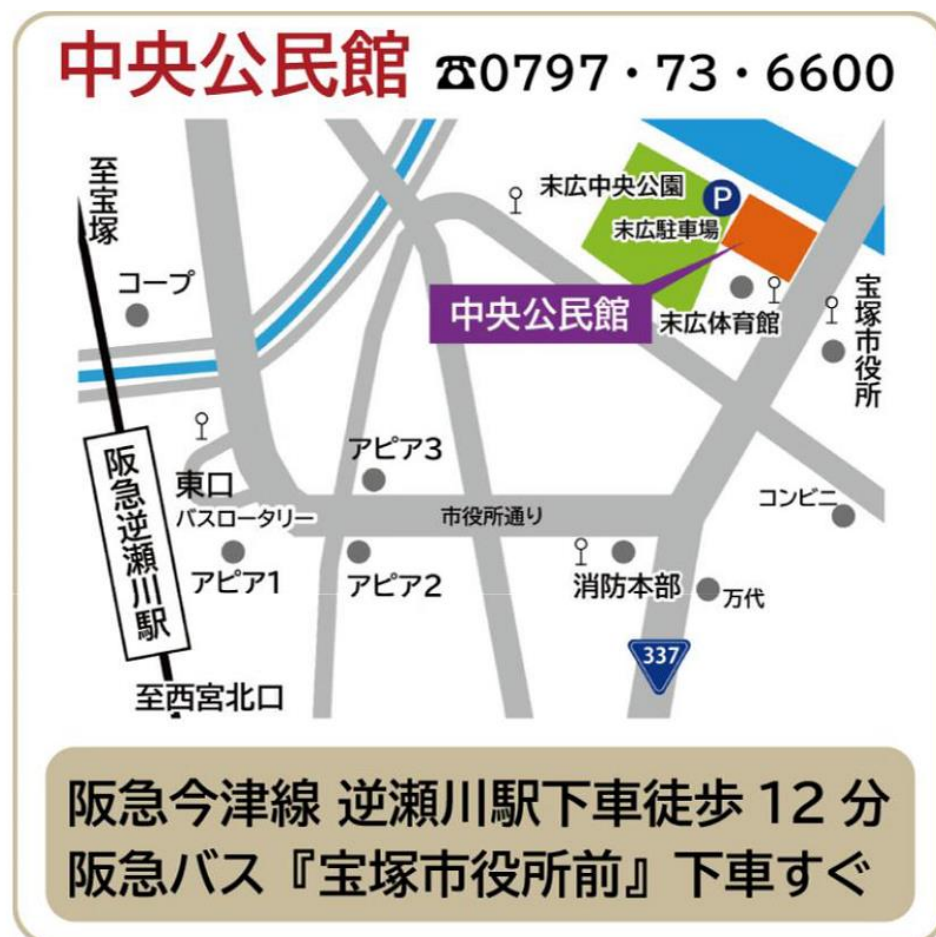 中央公民館 ☎0797・73・6600
至宝塚
コープ
末広中央公園
P
末広駐車場
中央公民館
末広体育館
宝塚市役所
阪急逆瀬川駅
東口
バスロータリー
アピア3
市役所通り
コンビニ
アピア1
アピア2
消防本部
万代
337
至西宮北口
阪急今津線 逆瀬川駅下車徒歩 12 分
阪急バス『宝塚市役所前』下車すぐ